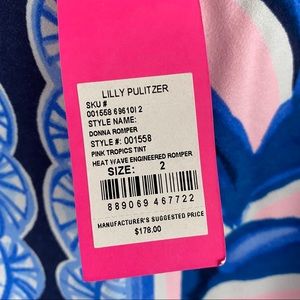 LILLY PULITZER
SKU #
001558 69610I 2
STYLE NAME:
DONNA ROMPER
STYLE #: 001558
PINK TROPICS TINT
HEAT WAVE ENGINEERED ROMPER
SIZE: 2
889069 467722
MANUFACTURER'S SUGGESTED PRICE
$178.00